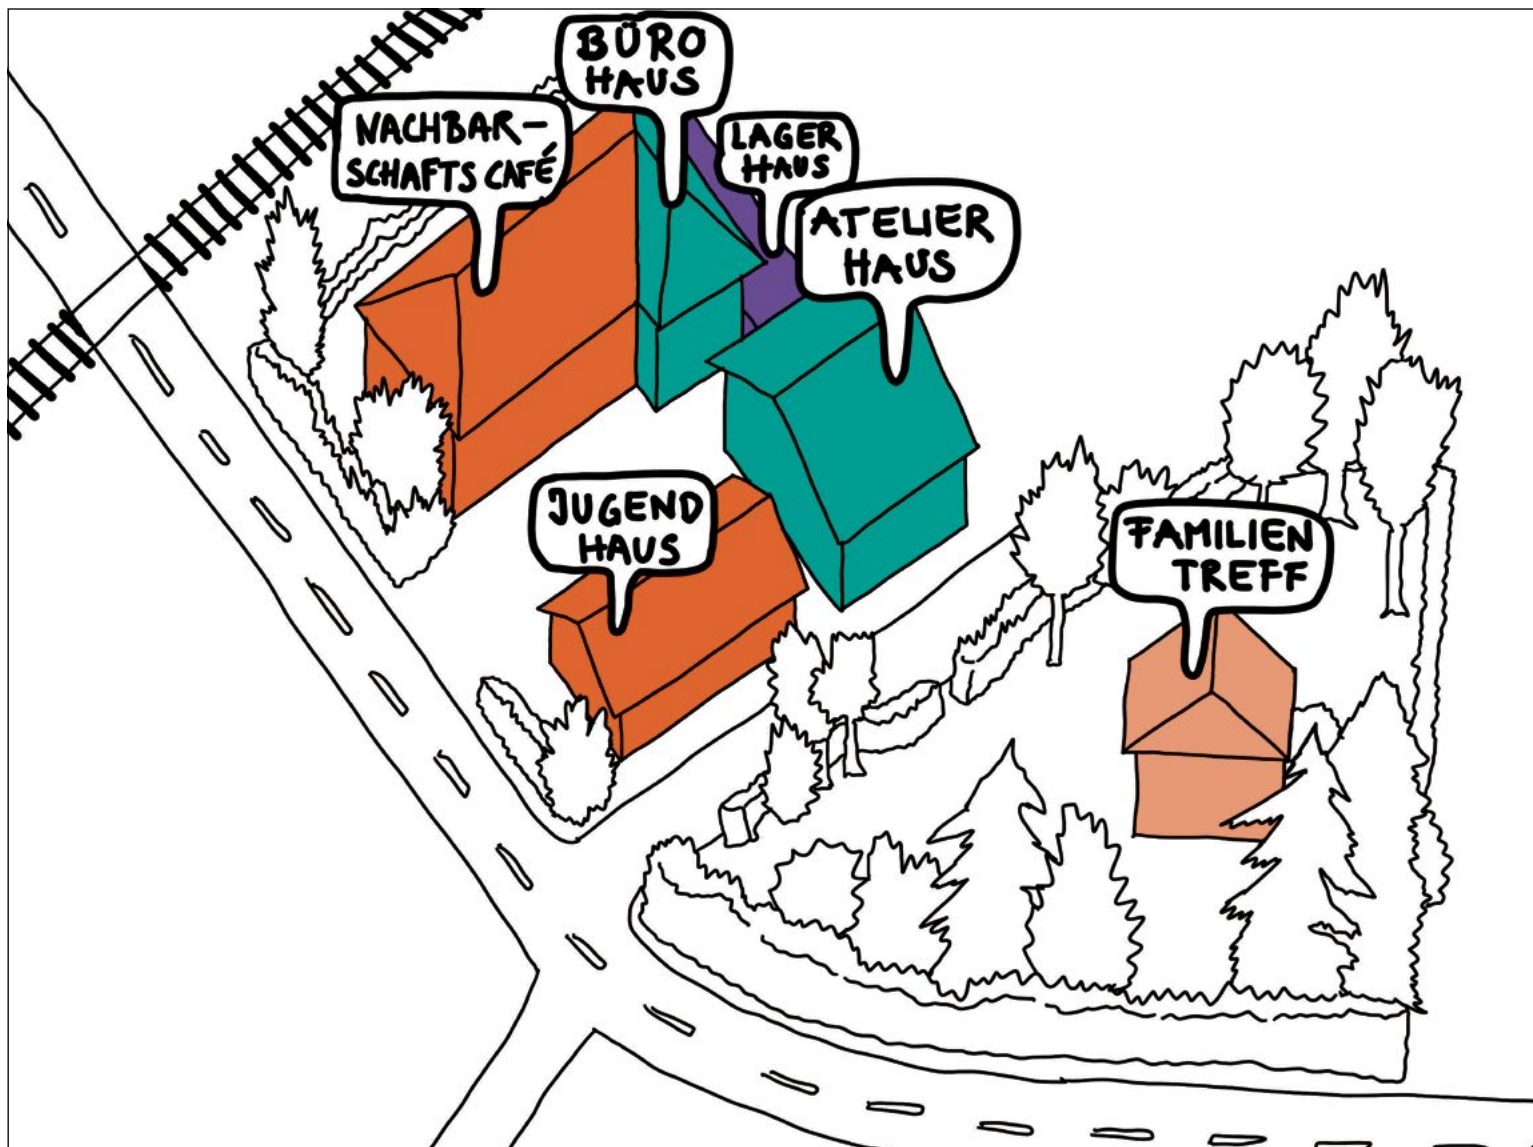 BÜRO
HAUS
NACHBAR-
SCHAFTS CAFÉ
LAGER
HAUS
ATELIER
HAUS
JUGEND
HAUS
FAMILIEN
TREFF